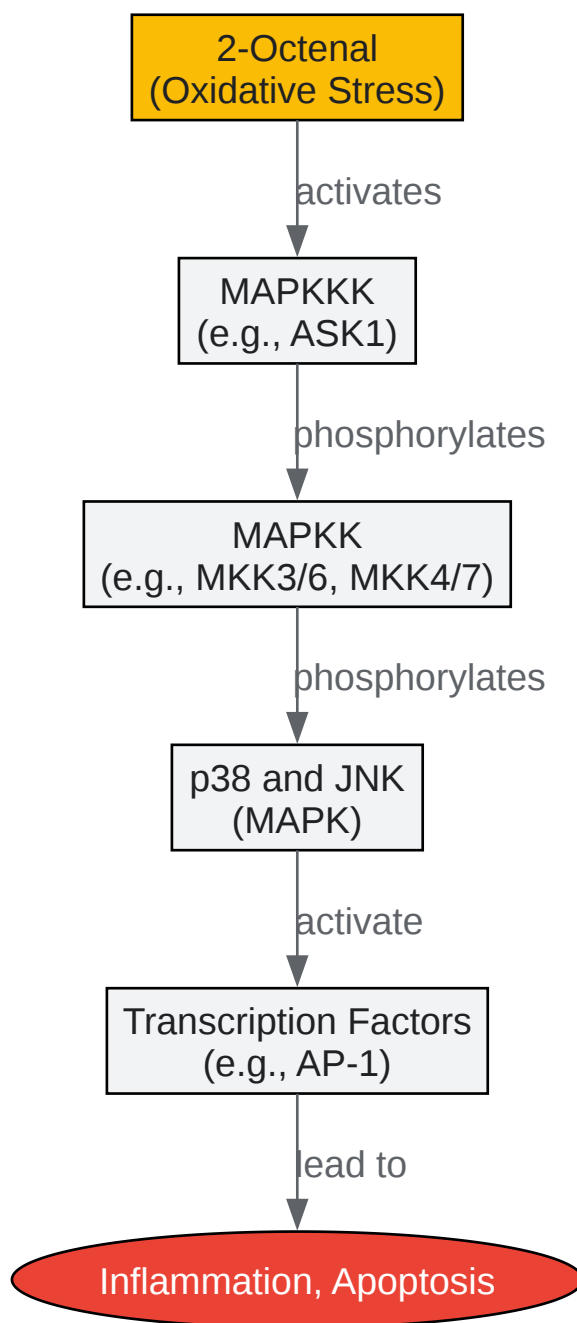 2-Octenal
(Oxidative Stress)
activates
MAPKKK
(e.g., ASK1)
phosphorylates
MAPKK
(e.g., MKK3/6, MKK4/7)
phosphorylates
p38 and JNK
(MAPK)
activate
Transcription Factors
(e.g., AP-1)
lead to
Inflammation, Apoptosis